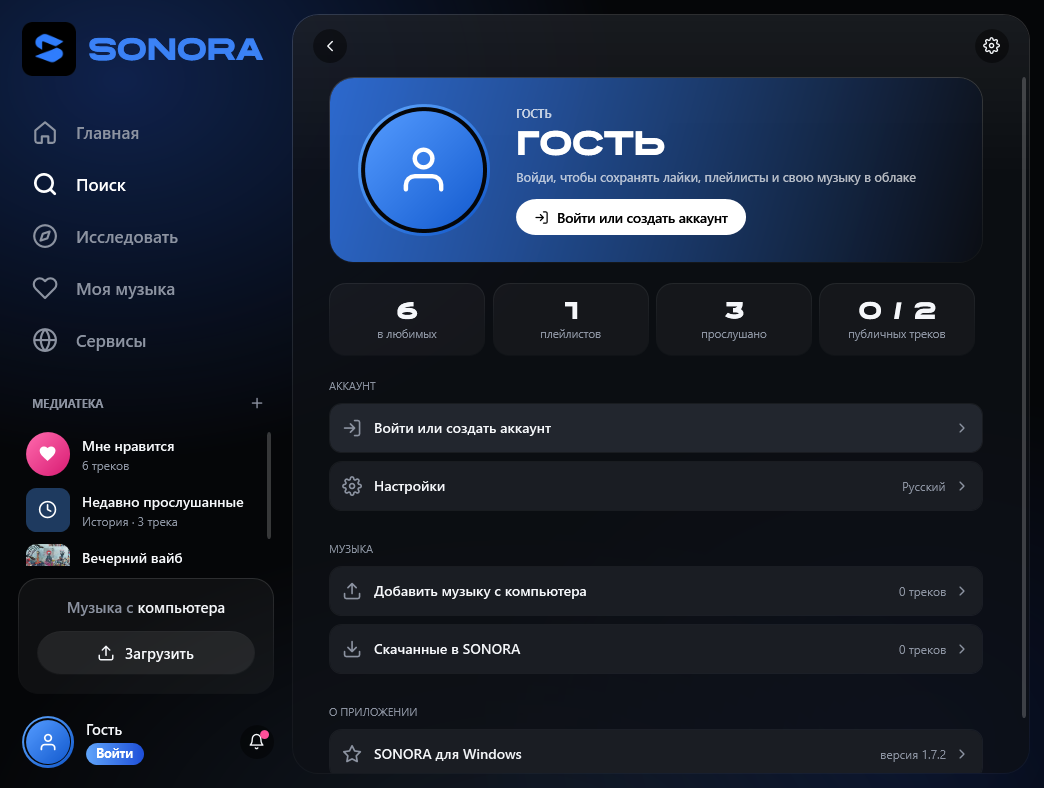 SONORA
Главная
Поиск
Исследовать
Моя музыка
Сервисы
МЕДИАТЕКА
Мне нравится
6 треков
Недавно прослушанные
История · 3 трека
Вечерний вайб
Музыка с компьютера
Загрузить
Гость
Войти
ГОСТЬ
ГОСТЬ
Войди, чтобы сохранять лайки, плейлисты и свою музыку в облаке
Войти или создать аккаунт
6
в любимых
1
плейлистов
3
прослушано
0 / 2
публичных треков
АККАУНТ
Войти или создать аккаунт
Настройки Русский
МУЗЫКА
Добавить музыку с компьютера 0 треков
Скачанные в SONORA 0 треков
О ПРИЛОЖЕНИИ
SONORA для Windows версия 1.7.2